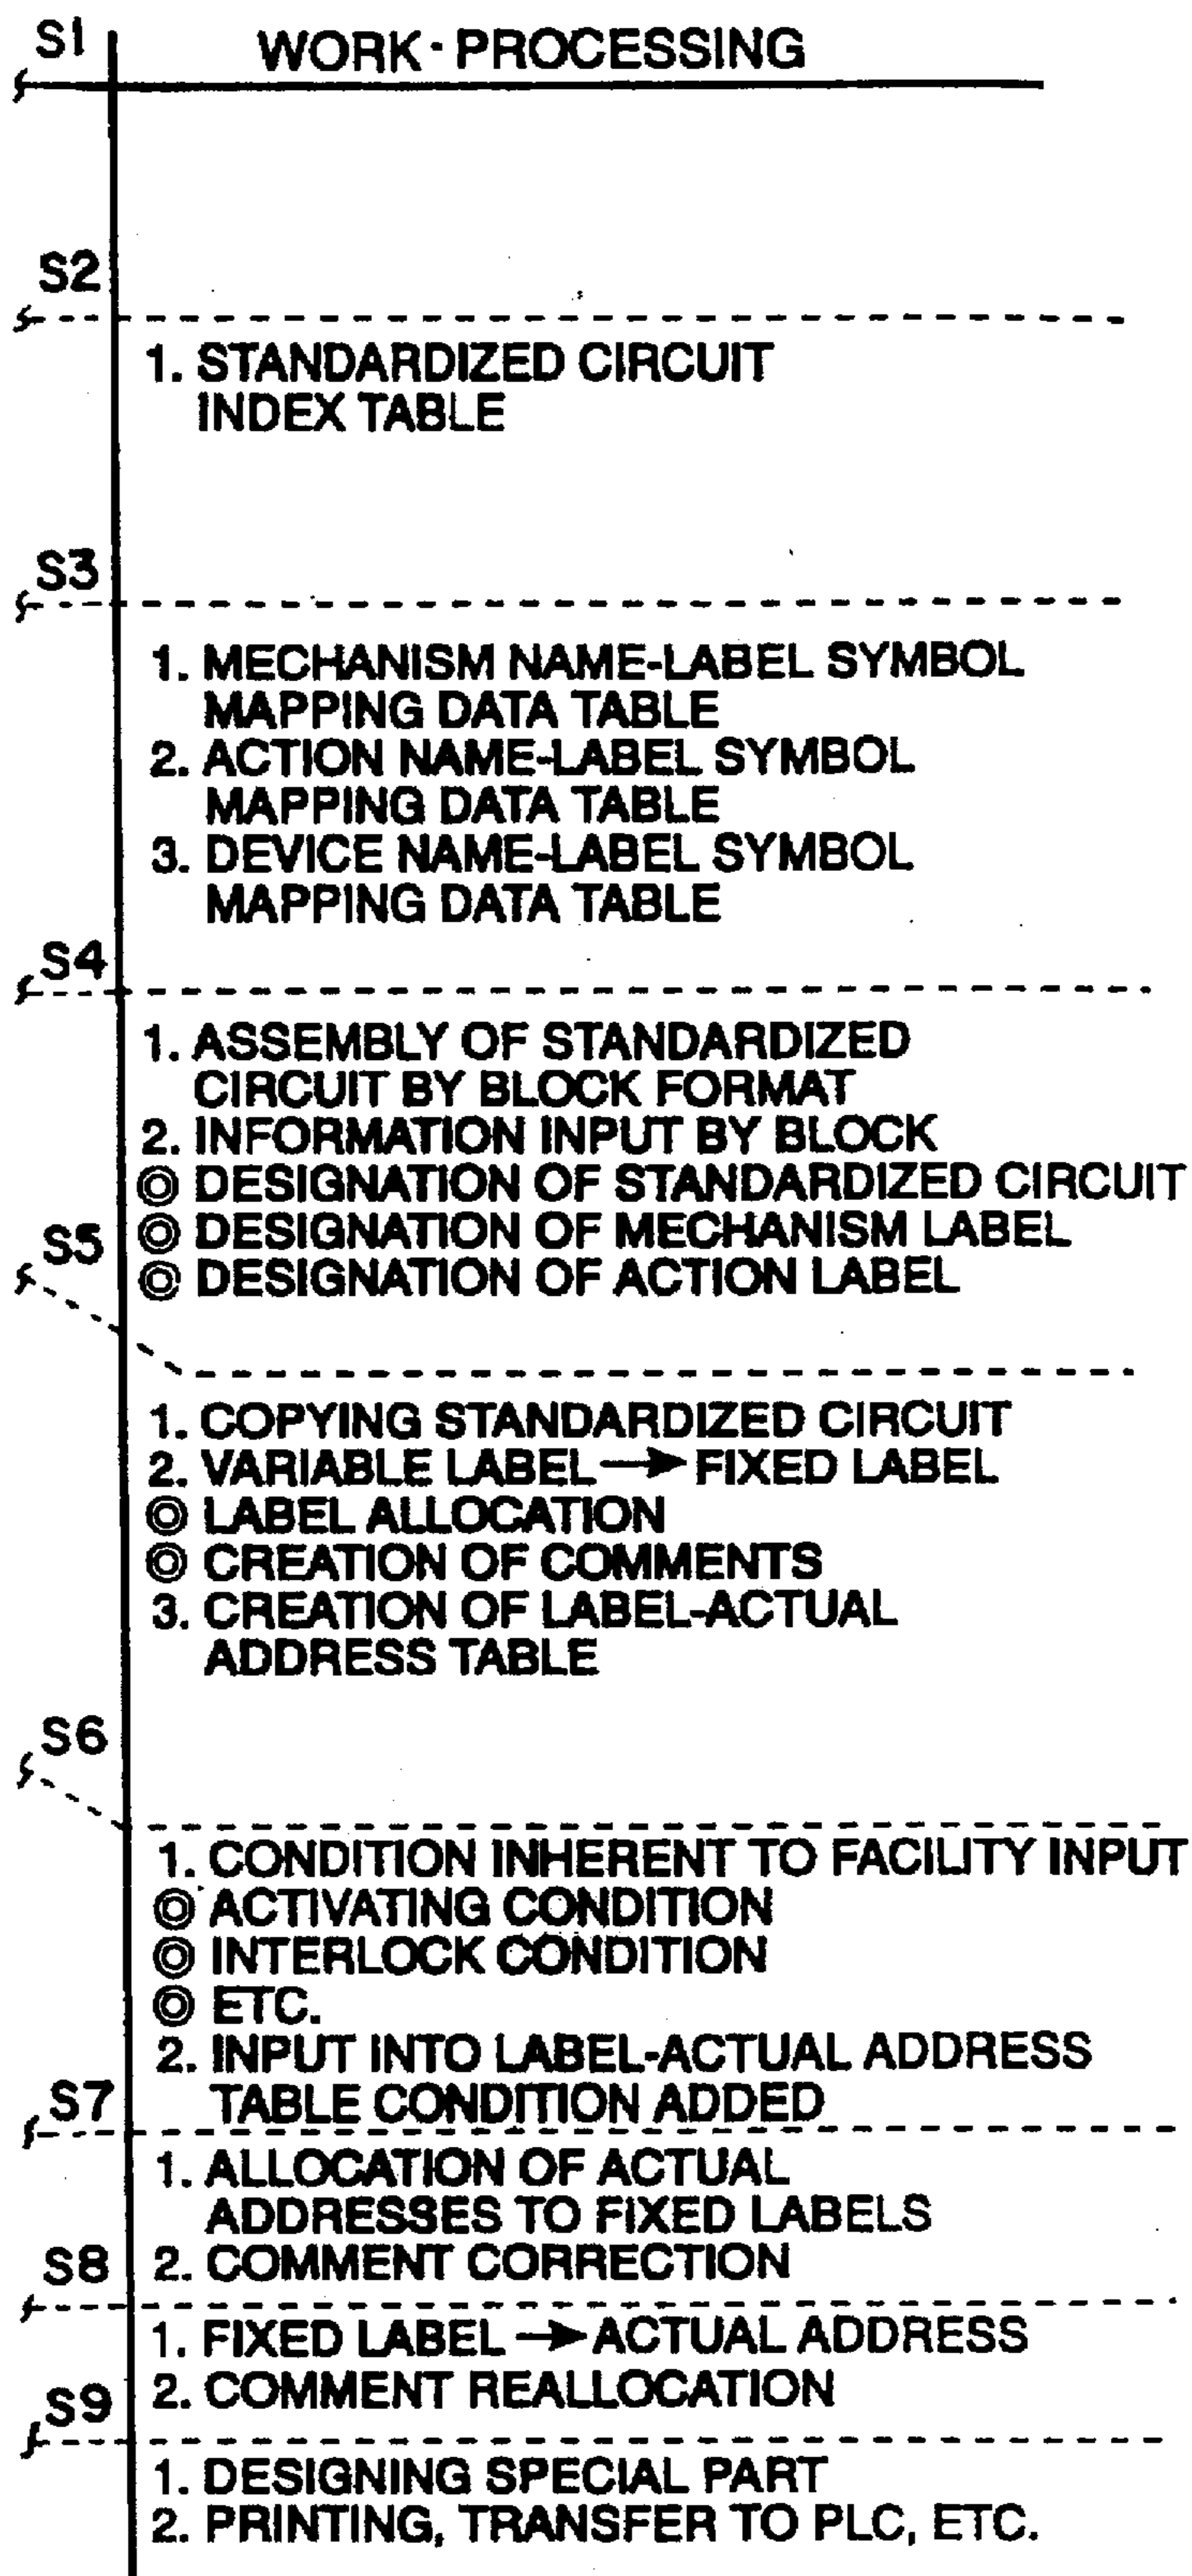 S1 WORK·PROCESSING
S2
1. STANDARDIZED CIRCUIT
INDEX TABLE
S3
1. MECHANISM NAME-LABEL SYMBOL
MAPPING DATA TABLE
2. ACTION NAME-LABEL SYMBOL
MAPPING DATA TABLE
3. DEVICE NAME-LABEL SYMBOL
MAPPING DATA TABLE
S4
1. ASSEMBLY OF STANDARDIZED
CIRCUIT BY BLOCK FORMAT
2. INFORMATION INPUT BY BLOCK
◎ DESIGNATION OF STANDARDIZED CIRCUIT
◎ DESIGNATION OF MECHANISM LABEL
S5
◎ DESIGNATION OF ACTION LABEL
1. COPYING STANDARDIZED CIRCUIT
2. VARIABLE LABEL → FIXED LABEL
◎ LABEL ALLOCATION
◎ CREATION OF COMMENTS
3. CREATION OF LABEL-ACTUAL
ADDRESS TABLE
S6
1. CONDITION INHERENT TO FACILITY INPUT
◎ ACTIVATING CONDITION
◎ INTERLOCK CONDITION
◎ ETC.
2. INPUT INTO LABEL-ACTUAL ADDRESS
S7 TABLE CONDITION ADDED
1. ALLOCATION OF ACTUAL
ADDRESSES TO FIXED LABELS
S8 2. COMMENT CORRECTION
1. FIXED LABEL → ACTUAL ADDRESS
2. COMMENT REALLOCATION
S9
1. DESIGNING SPECIAL PART
2. PRINTING, TRANSFER TO PLC, ETC.